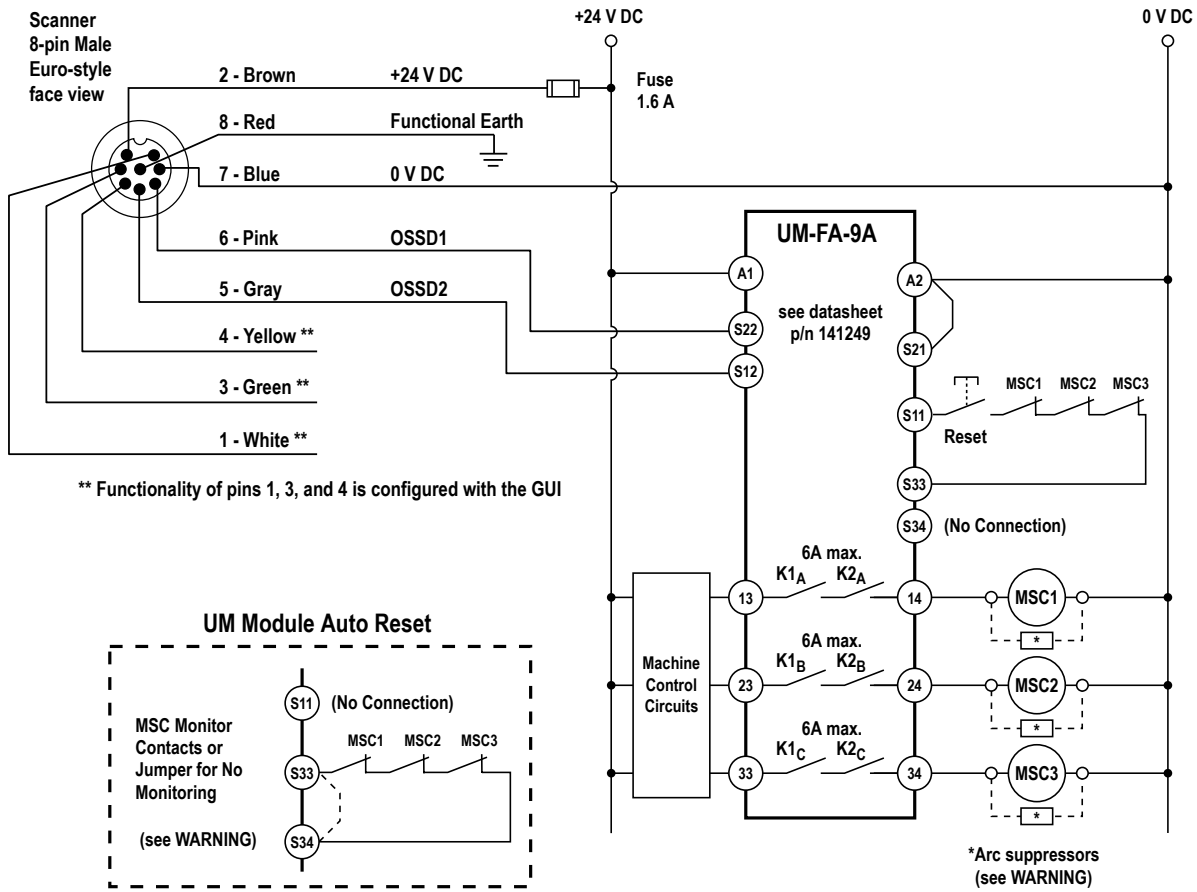 Scanner
8-pin Male
Euro-style
face view
+24 V DC
0 V DC
2 - Brown +24 V DC
Fuse
1.6 A
8 - Red Functional Earth
7 - Blue 0 V DC
6 - Pink OSSD1
5 - Gray OSSD2
4 - Yellow **
3 - Green **
1 - White **
** Functionality of pins 1, 3, and 4 is configured with the GUI
UM-FA-9A
see datasheet
p/n 141249
A1
A2
S22
S21
S12
S11
Reset
MSC1 MSC2 MSC3
S33
S34 (No Connection)
6A max.
K1A K2A
13
14
MSC1
*
6A max.
K1B K2B
23
24
MSC2
*
6A max.
K1C K2C
33
34
MSC3
*
Machine
Control
Circuits
*Arc suppressors
(see WARNING)
UM Module Auto Reset
S11 (No Connection)
MSC Monitor
Contacts or
Jumper for No
Monitoring
(see WARNING)
MSC1 MSC2 MSC3
S33
S34